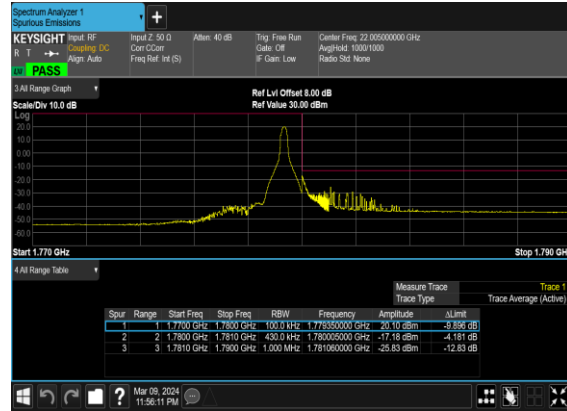 Spectrum Analyzer 1
Spurious Emissions
KEYSIGHT Input: RF Input Z: 50 Ω Atten: 40 dB Trig: Free Run Center Freq: 22.005000000 GHz
R T Coupling: DC Corr CCorr Gate: Off Avg|Hold: 1000/1000
Align: Auto Freq Ref: Int (S) IF Gain: Low Radio Std: None
PASS
3 All Range Graph
Ref Lvl Offset 8.00 dB
Scale/Div 10.0 dB Ref Value 30.00 dBm
Log
20.0
10.0
0.00
-10.0
-20.0
-30.0
-40.0
-50.0
-60.0
Start 1.770 GHz Stop 1.790 GH
4 All Range Table
Measure Trace Trace 1
Trace Type Trace Average (Active)
Spur Range Start Freq Stop Freq RBW Frequency Amplitude ΔLimit
1 1 1.7700 GHz 1.7800 GHz 100.0 kHz 1.779350000 GHz 20.10 dBm -9.896 dB
2 2 1.7800 GHz 1.7810 GHz 430.0 kHz 1.780005000 GHz -17.18 dBm -4.181 dB
3 3 1.7810 GHz 1.7900 GHz 1.000 MHz 1.781060000 GHz -25.83 dBm -12.83 dB
Mar 09, 2024
11:56:11 PM